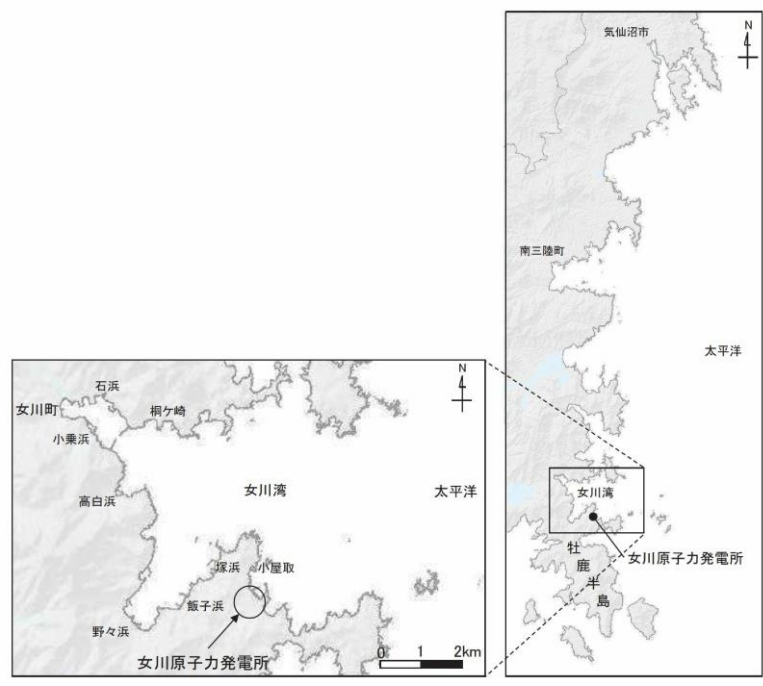 気仙沼市
N
南三陸町
太平洋
女川湾
女川原子力発電所
牡鹿半島
N
石浜
女川町
桐ケ崎
小乗浜
女川湾
太平洋
高白浜
塚浜
小屋取
飯子浜
野々浜
女川原子力発電所
0 1 2km